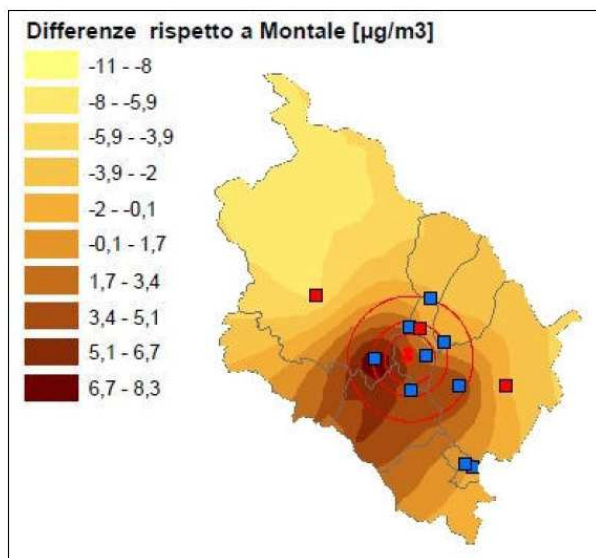 Differenze rispetto a Montale [µg/m3]
-11 - -8
-8 - -5,9
-5,9 - -3,9
-3,9 - -2
-2 - -0,1
-0,1 - 1,7
1,7 - 3,4
3,4 - 5,1
5,1 - 6,7
6,7 - 8,3